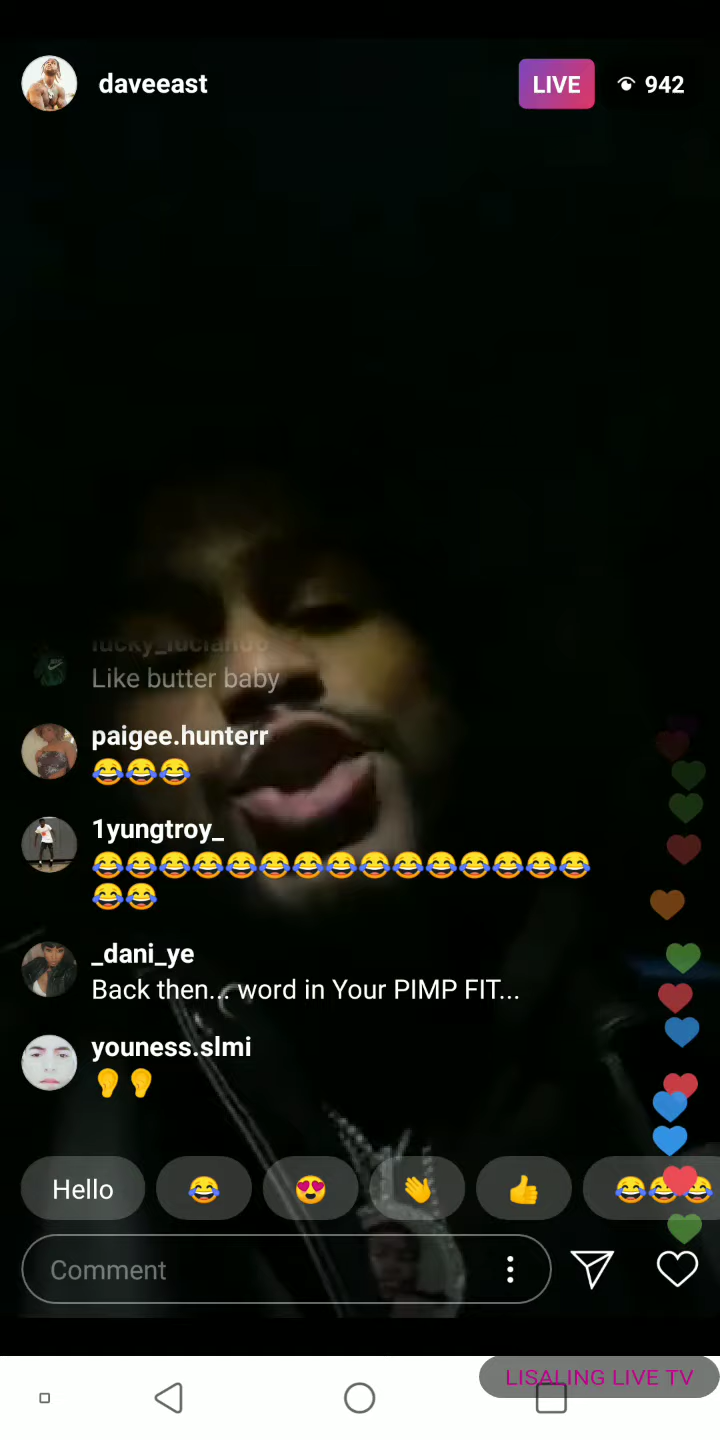 daveeast
LIVE
942
lucky_luciando
Like butter baby
paigee.hunterr
😂😂😂
1yungtroy_
😂😂😂😂😂😂😂😂😂😂😂😂😂😂😂
😂😂
_dani_ye
Back then... word in Your PIMP FIT...
youness.slmi
👂👂
Hello 😂 😍 👏 👍 😂😂😂
Comment
LISALING LIVE TV